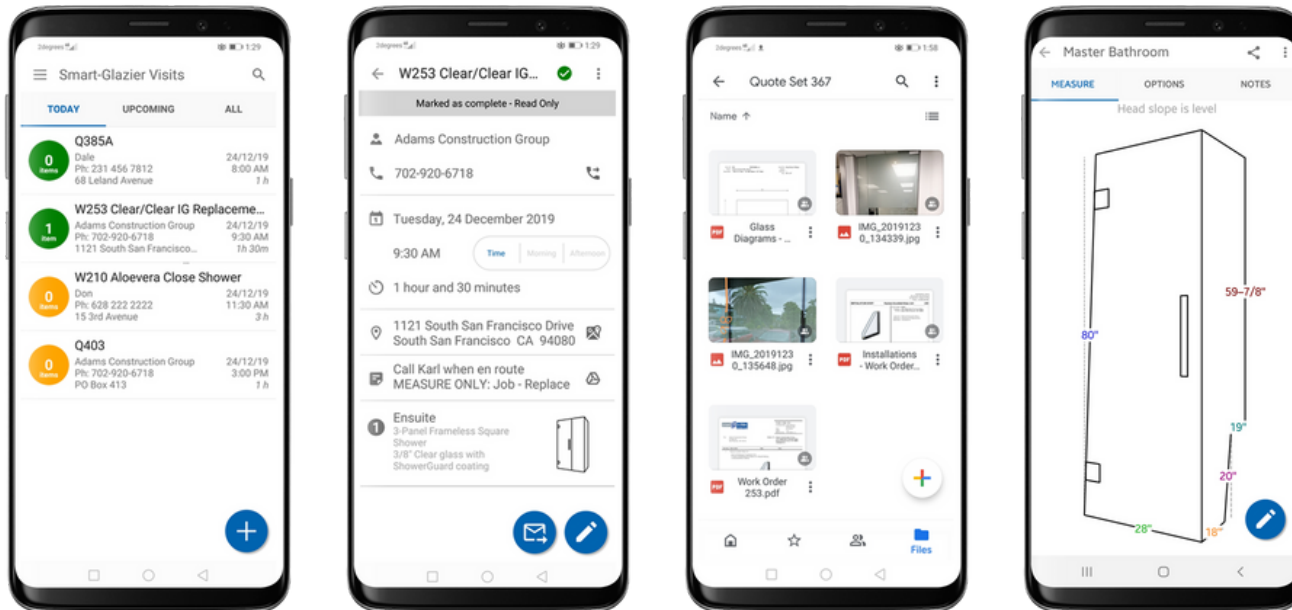 2degrees 1:29
Smart-Glazier Visits
TODAY UPCOMING ALL
0 items
Q385A
Dale 24/12/19
Ph: 231 456 7812 8:00 AM
68 Leland Avenue 1 h
1 item
W253 Clear/Clear IG Replaceme...
Adams Construction Group 24/12/19
Ph: 702-920-6718 9:30 AM
1121 South San Francisco... 1h 30m
0 items
W210 Aloevera Close Shower
Don 24/12/19
Ph: 628 222 2222 11:30 AM
15 3rd Avenue 3 h
0 items
Q403
Adams Construction Group 24/12/19
Ph: 702-920-6718 3:00 PM
PO Box 413 1 h
2degrees 1:29
W253 Clear/Clear IG...
Marked as complete - Read Only
Adams Construction Group
702-920-6718
Tuesday, 24 December 2019
9:30 AM Time Morning Afternoon
1 hour and 30 minutes
1121 South San Francisco Drive
South San Francisco CA 94080
Call Karl when en route
MEASURE ONLY: Job - Replace
1 Ensuite
3-Panel Frameless Square
Shower
3/8" Clear glass with
ShowerGuard coating
2degrees 1:58
Quote Set 367
Name
PDF Glass
Diagrams - ...
IMG_2019123
0_134339.jpg
IMG_2019123
0_135648.jpg
PDF Installations
- Work Order...
PDF Work Order
253.pdf
Files
Master Bathroom
MEASURE OPTIONS NOTES
Head slope is level
59-7/8"
80"
19"
20"
28"
18"